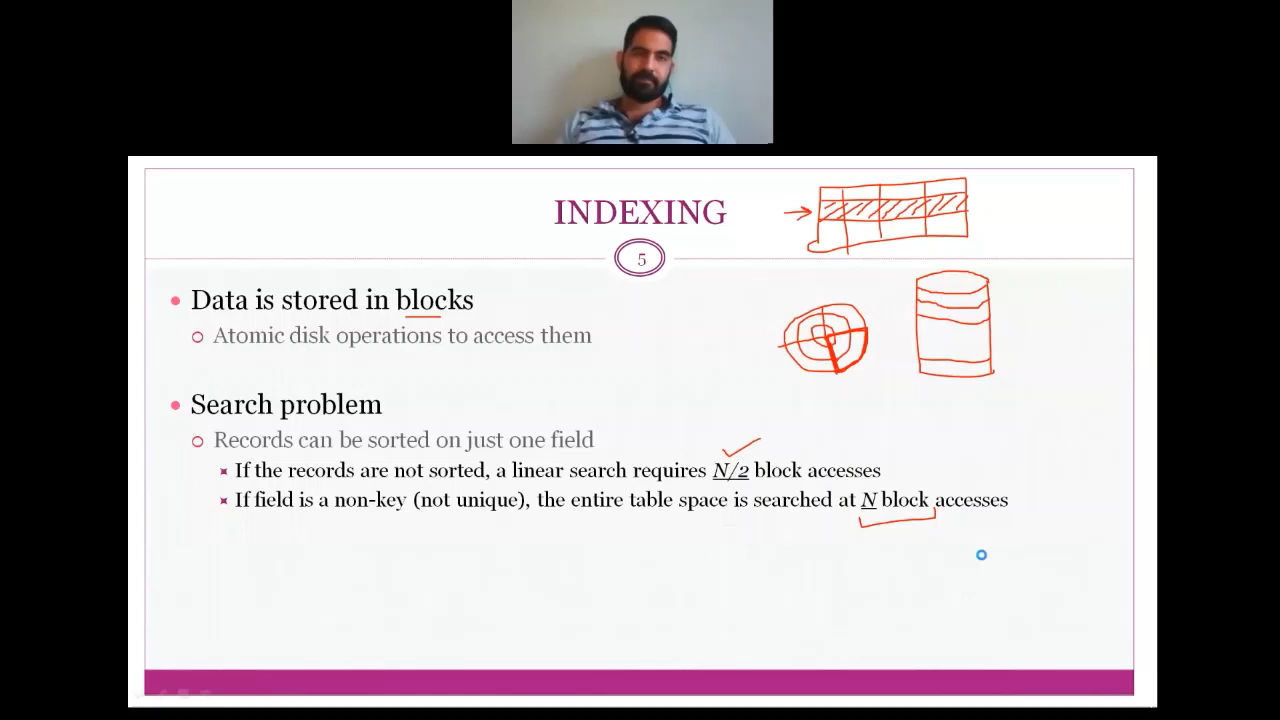 INDEXING
5
Data is stored in blocks
Atomic disk operations to access them
Search problem
Records can be sorted on just one field
If the records are not sorted, a linear search requires N/2 block accesses
If field is a non-key (not unique), the entire table space is searched at N block accesses